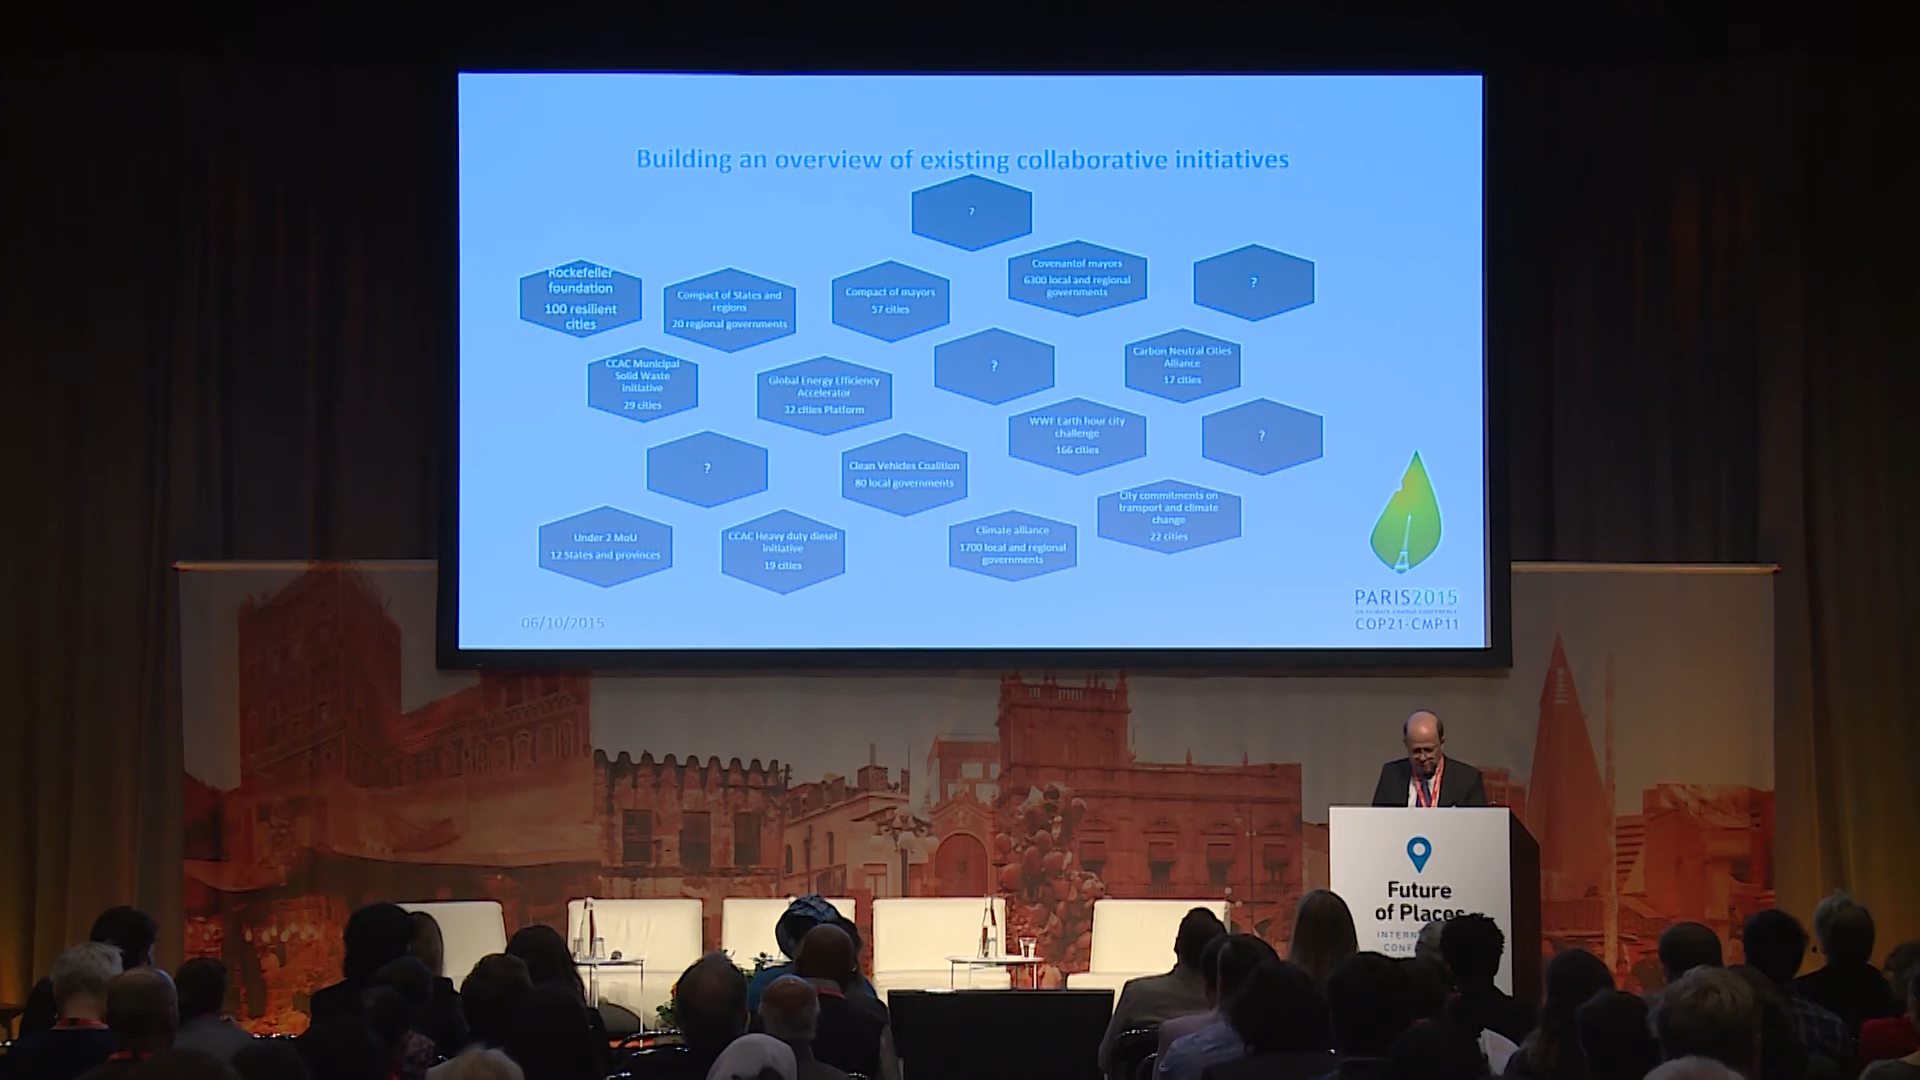 Building an overview of existing collaborative initiatives
?
Rockefeller
foundation
100 resilient
cities
Compact of States and
regions
20 regional governments
Compact of mayors
57 cities
Covenantof mayors
6300 local and regional
governments
?
CCAC Municipal
Solid Waste
initiative
29 cities
Global Energy Efficiency
Accelerator
32 cities Platform
?
Carbon Neutral Cities
Alliance
17 cities
?
Clean Vehicles Coalition
80 local governments
WWF Earth hour city
challenge
166 cities
?
Under 2 MoU
12 States and provinces
CCAC Heavy duty diesel
initiative
19 cities
Climate alliance
1700 local and regional
governments
City commitments on
transport and climate
change
22 cities
06/10/2015
PARIS2015
UN CLIMATE CHANGE CONFERENCE
COP21-CMP11
Future
of Places